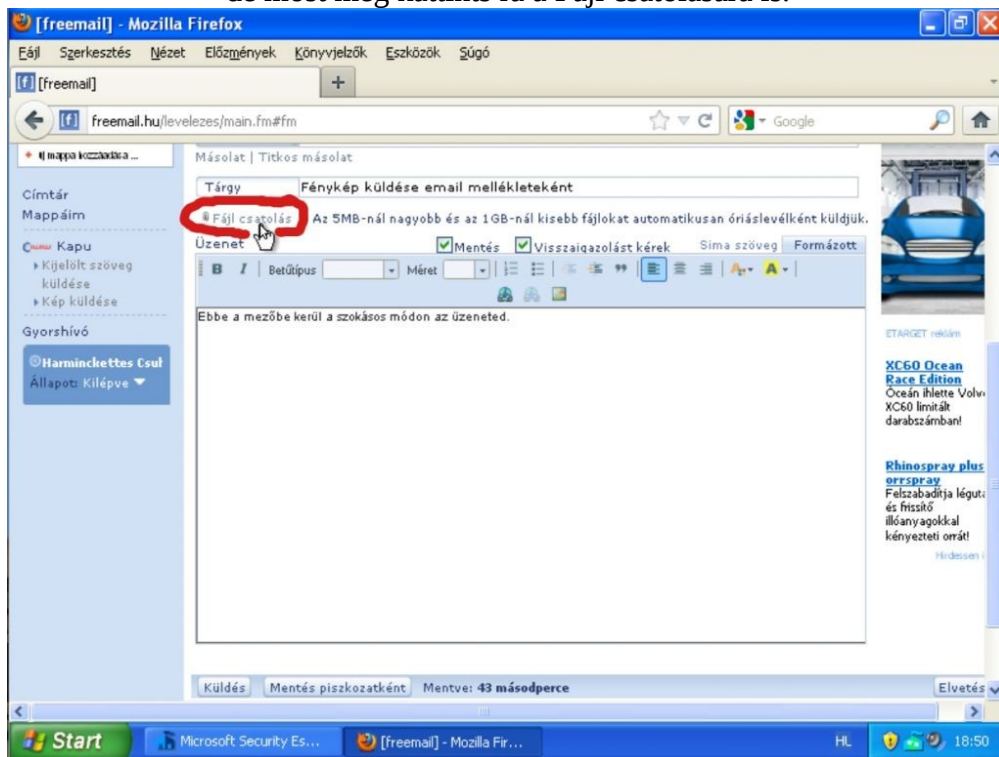 [freemail] - Mozilla Firefox
Fájl Szerkesztés Nézet Előzmények Könyvjelzők Eszközök Súgó
[freemail]
freemail.hu/levelezes/main.fm#fm
Google
Új mappa hozzáadása ...
Másolat | Titkos másolat
Címtár
Tárgy Fénykép küldése email mellékleteként
Mappáim
Fájl csatolás Az 5MB-nál nagyobb és az 1GB-nál kisebb fájlokat automatikusan óriáslevélként küldjük.
Kapu
Üzenet Mentés Visszaigazolást kérek Sima szöveg Formázott
Kijelölt szöveg
küldése
Kép küldése
B I Betűtípus Méret
Gyorshívó
Ebbe a mezőbe kerül a szokásos módon az üzeneted.
Harminckettes Csu
Állapot: Kilépve
ETARGET reklám
XC60 Ocean
Race Edition
Óceán ihlette Volv
XC60 limitált
darabszámban!
Rhinospray plus
orrspray
Felszabadítja légut
és frissítő
illóanyagokkal
kényezteti orrát!
Hirdessen
Küldés Mentés piszkozatként Mentve: 43 másodperce Elvetés
Start Microsoft Security Es... [freemail] - Mozilla Fir... HL 18:50